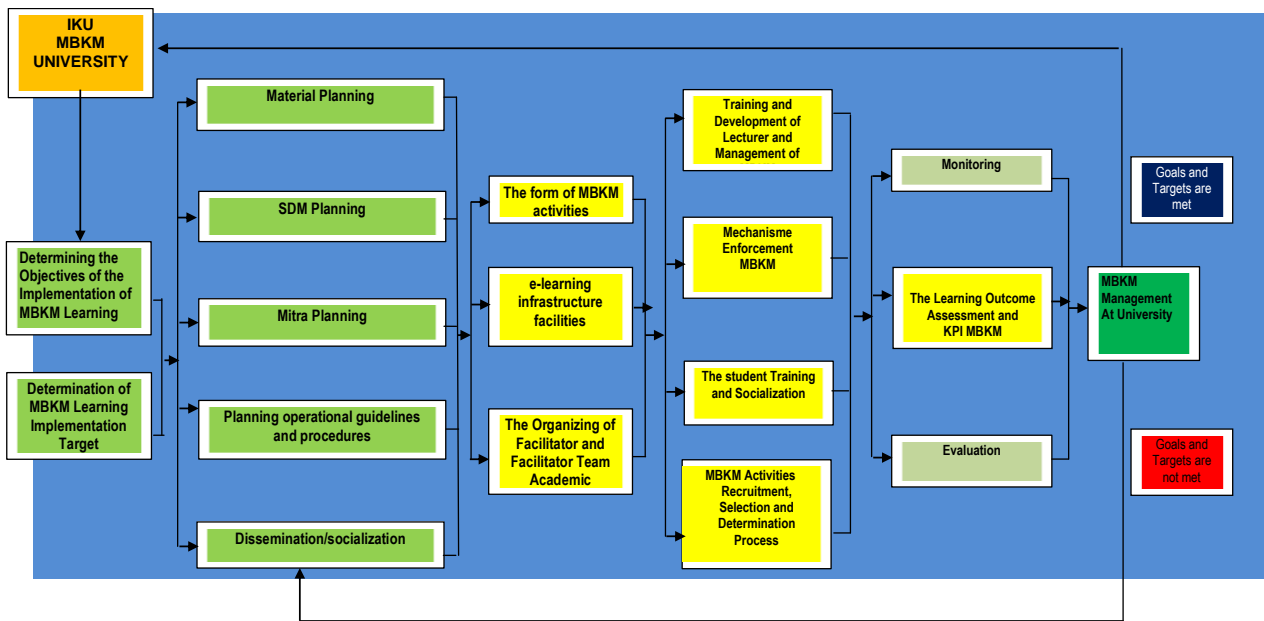 IKU
MBKM
UNIVERSITY
Determining the
Objectives of the
Implementation of
MBKM Learning
Determination of
MBKM Learning
Implementation
Target
Material Planning
SDM Planning
Mitra Planning
Planning operational guidelines
and procedures
Dissemination/socialization
The form of MBKM
activities
e-learning
infrastructure
facilities
The Organizing of
Facilitator and
Facilitator Team
Academic
Training and
Development of
Lecturer and
Management of
Mechanisme
Enforcement
MBKM
The student Training
and Socialization
MBKM Activities
Recruitment,
Selection and
Determination
Process
Monitoring
The Learning Outcome
Assessment and
KPI MBKM
Evaluation
Goals and
Targets are
met
MBKM
Management
At University
Goals and
Targets are
not met